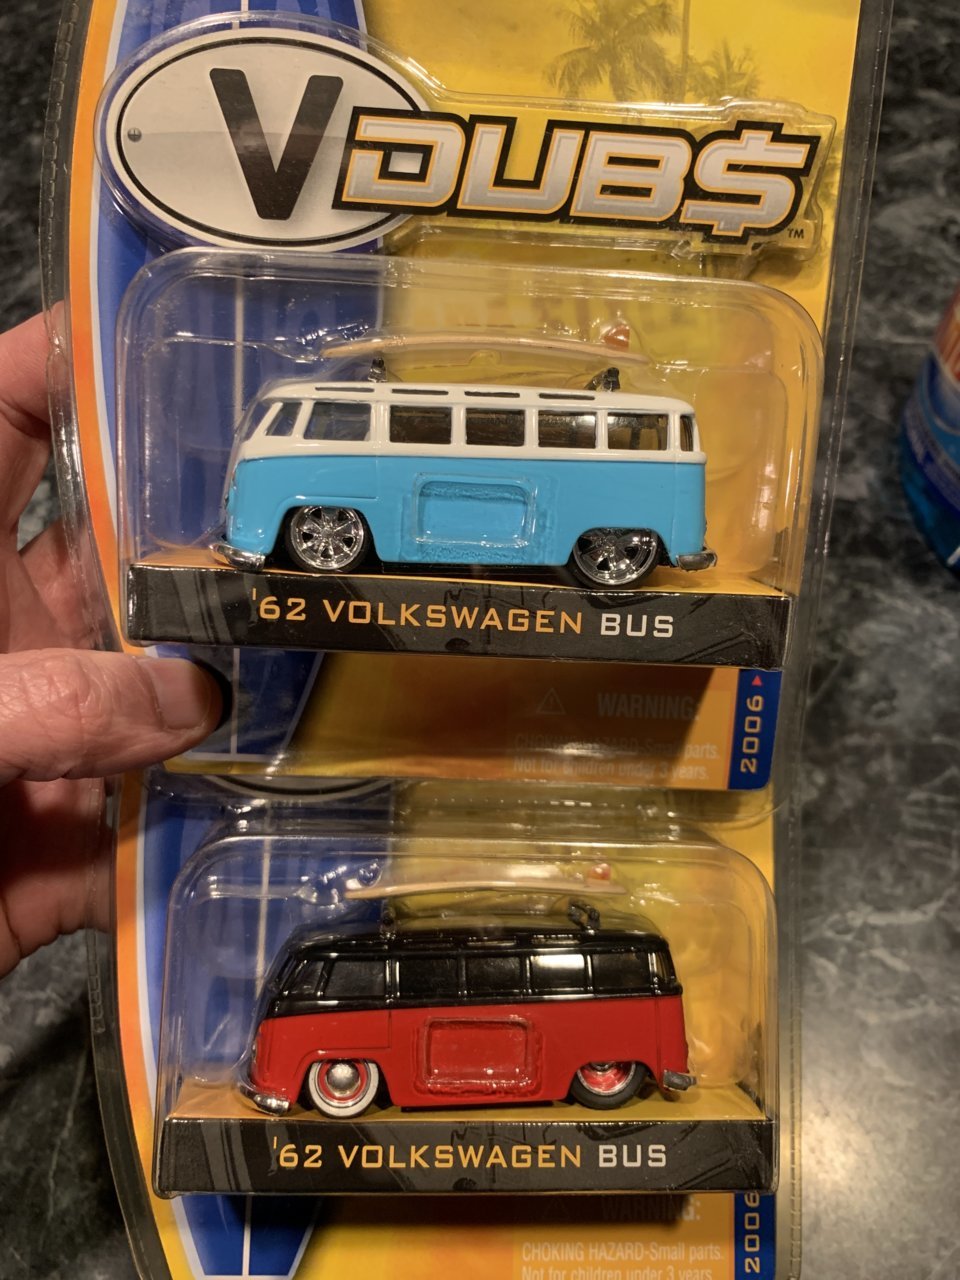 V DUB$ TM
'62 VOLKSWAGEN BUS
WARNING:
CHOKING HAZARD-Small parts.
Not for children under 3 years.
2006
'62 VOLKSWAGEN BUS
WARNING:
CHOKING HAZARD-Small parts.
Not for children under 3 years.
2006